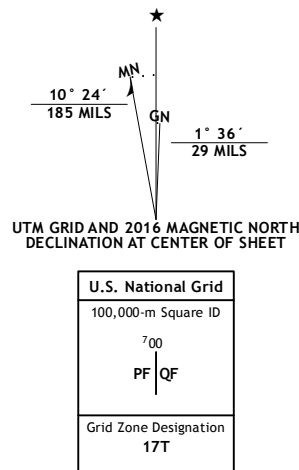 MN
10° 24´
185 MILS
GN
1° 36´
29 MILS
UTM GRID AND 2016 MAGNETIC NORTH
DECLINATION AT CENTER OF SHEET
U.S. National Grid
100,000-m Square ID
⁷00
PF QF
Grid Zone Designation
17T